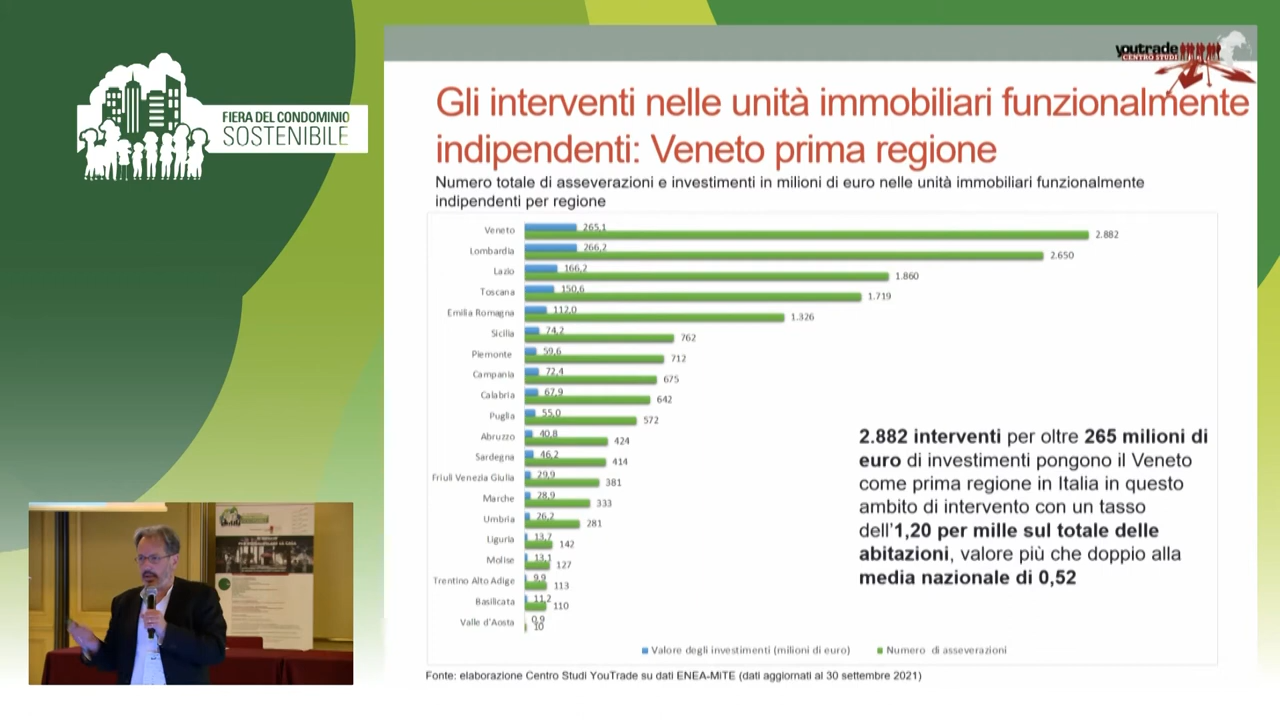 FIERA DEL CONDOMINIO
SOSTENIBILE
youtrade
CENTRO STUDI
Gli interventi nelle unità immobiliari funzionalmente
indipendenti: Veneto prima regione
Numero totale di asseverazioni e investimenti in milioni di euro nelle unità immobiliari funzionalmente
indipendenti per regione
Veneto 265,1 2.882
Lombardia 266,2 2.650
Lazio 166,2 1.860
Toscana 150,6 1.719
Emilia Romagna 112,0 1.326
Sicilia 74,2 762
Piemonte 59,6 712
Campania 72,4 675
Calabria 67,9 642
Puglia 55,0 572
Abruzzo 40,8 424
Sardegna 46,2 414
Friuli Venezia Giulia 29,9 381
Marche 28,9 333
Umbria 26,2 281
Liguria 13,7 142
Molise 13,1 127
Trentino Alto Adige 9,9 113
Basilicata 11,2 110
Valle d'Aosta 0,9 10
2.882 interventi per oltre 265 milioni di
euro di investimenti pongono il Veneto
come prima regione in Italia in questo
ambito di intervento con un tasso
dell'1,20 per mille sul totale delle
abitazioni, valore più che doppio alla
media nazionale di 0,52
Valore degli investimenti (milioni di euro) Numero di asseverazioni
Fonte: elaborazione Centro Studi YouTrade su dati ENEA-MiTE (dati aggiornati al 30 settembre 2021)